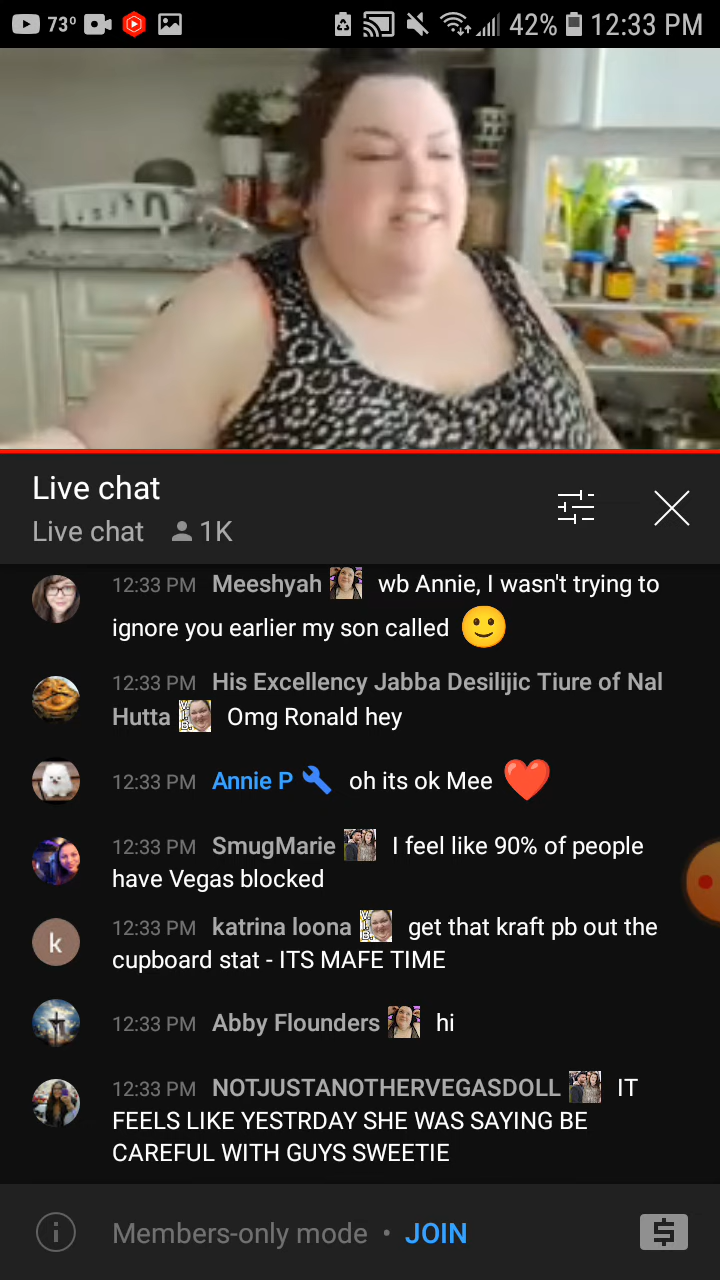 73° 42% 12:33 PM
Live chat
Live chat 1K
12:33 PM Meeshyah wb Annie, I wasn't trying to
ignore you earlier my son called
12:33 PM His Excellency Jabba Desilijic Tiure of Nal
Hutta Omg Ronald hey
12:33 PM Annie P oh its ok Mee
12:33 PM SmugMarie I feel like 90% of people
have Vegas blocked
k
12:33 PM katrina loona get that kraft pb out the
cupboard stat - ITS MAFE TIME
12:33 PM Abby Flounders hi
12:33 PM NOTJUSTANOTHERVEGASDOLL IT
FEELS LIKE YESTRDAY SHE WAS SAYING BE
CAREFUL WITH GUYS SWEETIE
Members-only mode • JOIN